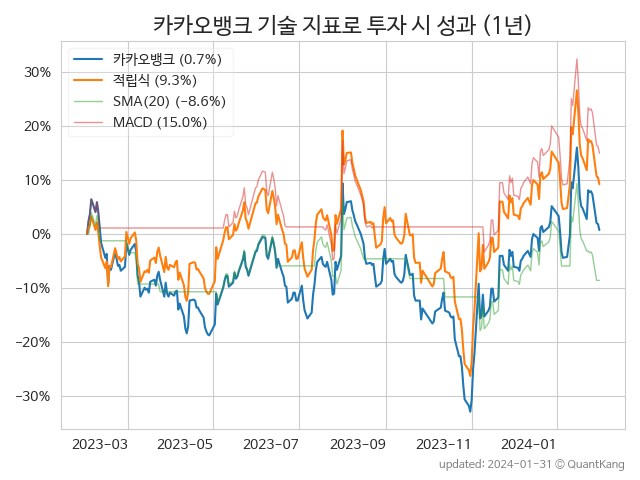 카카오뱅크 기술 지표로 투자 시 성과 (1년)
카카오뱅크 (0.7%)
적립식 (9.3%)
SMA(20) (−8.6%)
MACD (15.0%)
30%
20%
10%
0%
−10%
−20%
−30%
2023-03 2023-05 2023-07 2023-09 2023-11 2024-01
updated: 2024-01-31 © QuantKang